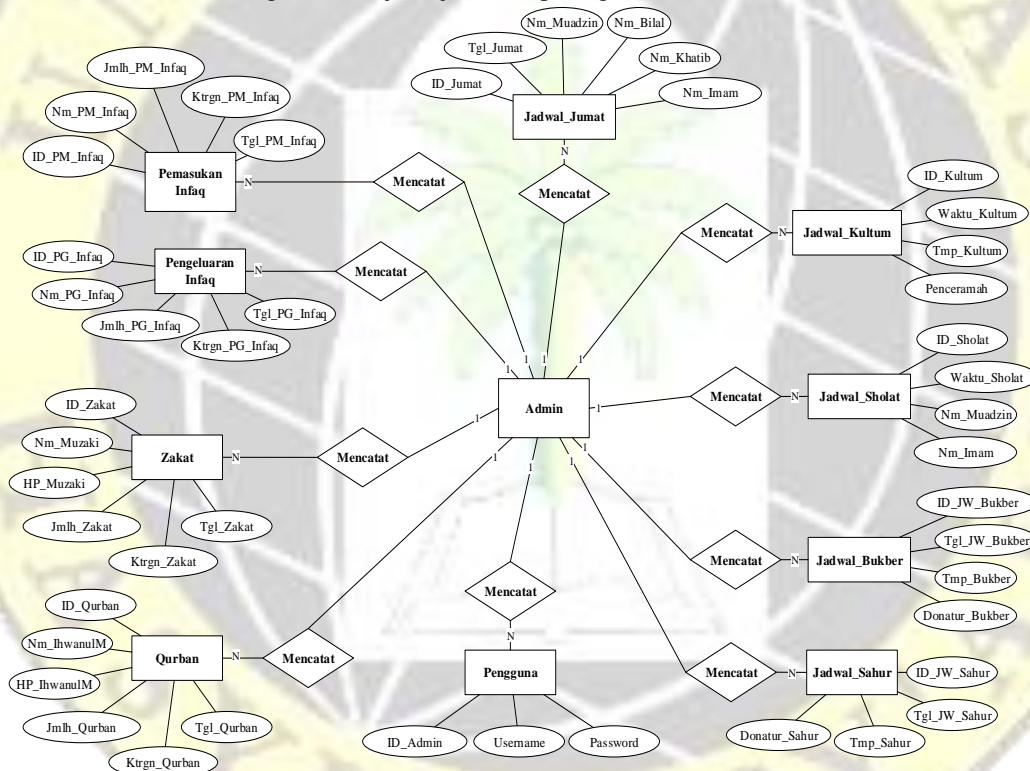 Nm_Muadzin
Nm_Bilal
Tgl_Jumat
Nm_Khatib
ID_Jumat
Nm_Imam
Jadwal_Jumat
N
Mencatat
1
Jmlh_PM_Infaq
Ktrgn_PM_Infaq
Nm_PM_Infaq
Tgl_PM_Infaq
ID_PM_Infaq
Pemasukan
Infaq
N
Mencatat
1
ID_Kultum
Waktu_Kultum
Tmp_Kultum
Penceramah
Jadwal_Kultum
N
Mencatat
1
ID_PG_Infaq
Nm_PG_Infaq
Jmlh_PG_Infaq
Ktrgn_PG_Infaq
Tgl_PG_Infaq
Pengeluaran
Infaq
N
Mencatat
1
Admin
ID_Sholat
Waktu_Sholat
Nm_Muadzin
Nm_Imam
Jadwal_Sholat
N
Mencatat
1
ID_Zakat
Nm_Muzaki
HP_Muzaki
Jmlh_Zakat
Ktrgn_Zakat
Tgl_Zakat
Zakat
N
Mencatat
1
ID_JW_Bukber
Tgl_JW_Bukber
Tmp_Bukber
Donatur_Bukber
Jadwal_Bukber
N
Mencatat
1
ID_Qurban
Nm_IhwanulM
HP_IhwanulM
Jmlh_Qurban
Ktrgn_Qurban
Tgl_Qurban
Qurban
N
Mencatat
1
Mencatat
1
N
Pengguna
ID_Admin
Username
Password
Mencatat
1
N
Jadwal_Sahur
ID_JW_Sahur
Tgl_JW_Sahur
Tmp_Sahur
Donatur_Sahur